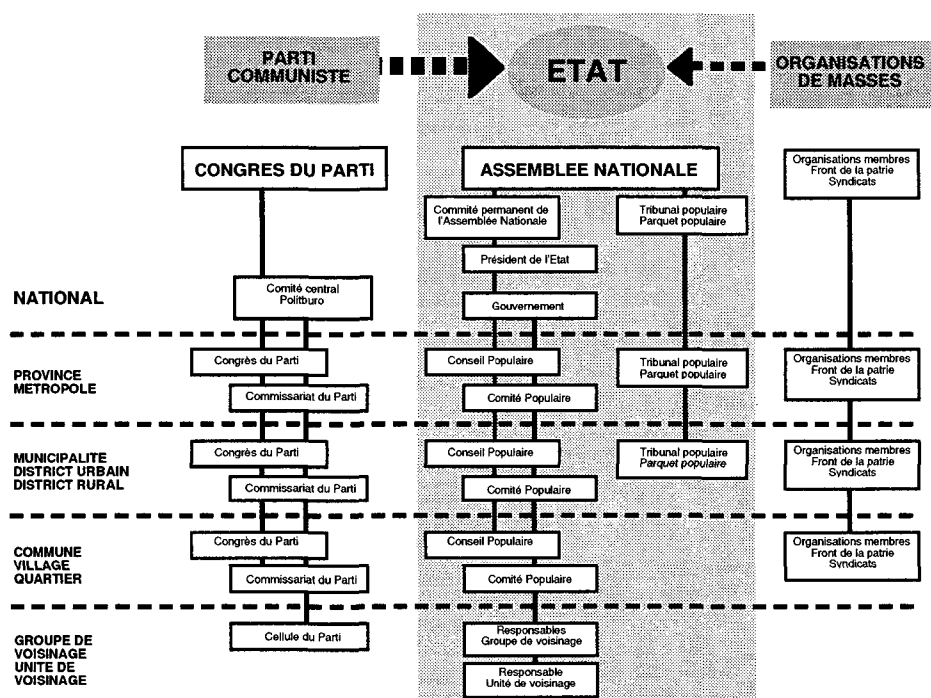 PARTI
COMMUNISTE
ETAT
ORGANISATIONS
DE MASSES
CONGRES DU PARTI
ASSEMBLEE NATIONALE
Organisations membres
Front de la patrie
Syndicats
Commité permanent de
l'Assemblée Nationale
Tribunal populaire
Parquet populaire
Président de l'Etat
NATIONAL
Comité central
Politburo
Gouvernement
PROVINCE
METROPOLE
Congrès du Parti
Commissariat du Parti
Conseil Populaire
Comité Populaire
Tribunal populaire
Parquet populaire
Organisations membres
Front de la patrie
Syndicats
MUNICIPALITE
DISTRICT URBAIN
DISTRICT RURAL
Congrès du Parti
Commissariat du Parti
Conseil Populaire
Comité Populaire
Tribunal populaire
Parquet populaire
Organisations membres
Front de la patrie
Syndicats
COMMUNE
VILLAGE
QUARTIER
Congrès du Parti
Commissariat du Parti
Conseil Populaire
Comité Populaire
Organisations membres
Front de la patrie
Syndicats
GROUPE DE
VOISINAGE
UNITE DE
VOISINAGE
Cellule du Parti
Responsables
Groupe de voisinage
Responsable
Unité de voisinage